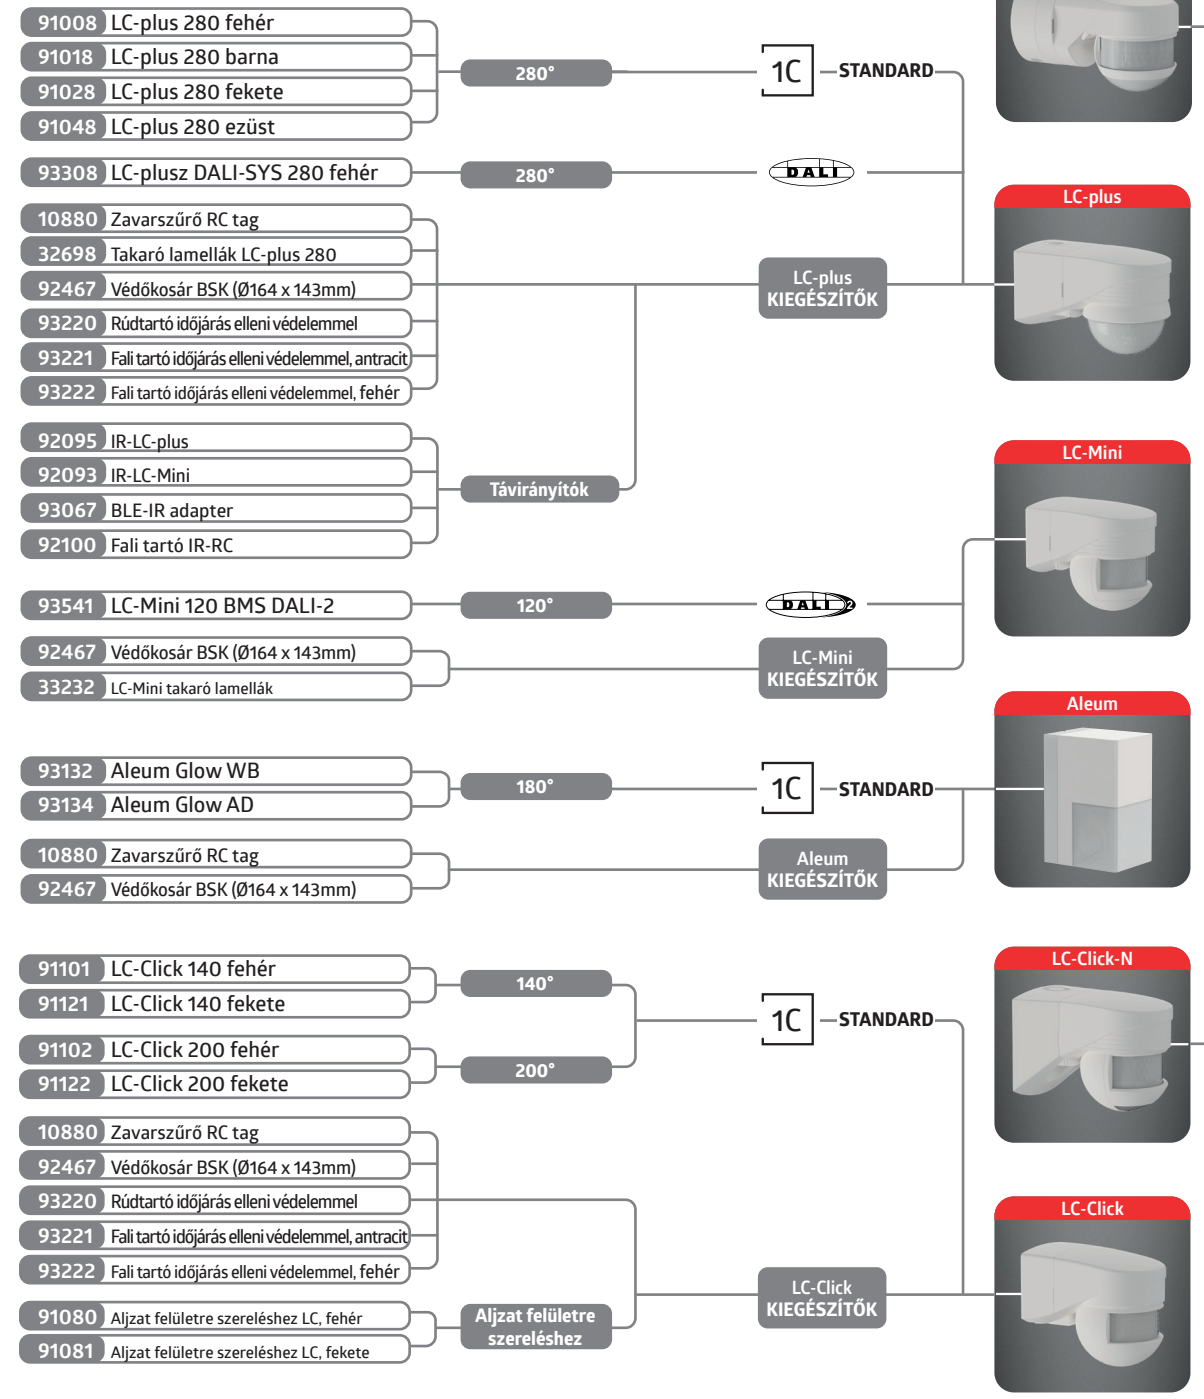 91008 LC-plus 280 fehér
91018 LC-plus 280 barna
91028 LC-plus 280 fekete
91048 LC-plus 280 ezüst
280°
1C
STANDARD
93308 LC-plusz DALI-SYS 280 fehér
280°
DALI
10880 Zavarszűrő RC tag
32698 Takaró lamellák LC-plus 280
92467 Védőkosár BSK (Ø164 x 143mm)
93220 Rúdtartó időjárás elleni védelemmel
93221 Fali tartó időjárás elleni védelemmel, antracit
93222 Fali tartó időjárás elleni védelemmel, fehér
LC-plus
KIEGÉSZÍTŐK
LC-plus
92095 IR-LC-plus
92093 IR-LC-Mini
93067 BLE-IR adapter
92100 Fali tartó IR-RC
Távirányítók
LC-Mini
93541 LC-Mini 120 BMS DALI-2
120°
DALI 2
92467 Védőkosár BSK (Ø164 x 143mm)
33232 LC-Mini takaró lamellák
LC-Mini
KIEGÉSZÍTŐK
Aleum
93132 Aleum Glow WB
93134 Aleum Glow AD
180°
1C
STANDARD
10880 Zavarszűrő RC tag
92467 Védőkosár BSK (Ø164 x 143mm)
Aleum
KIEGÉSZÍTŐK
LC-Click-N
91101 LC-Click 140 fehér
91121 LC-Click 140 fekete
140°
91102 LC-Click 200 fehér
91122 LC-Click 200 fekete
200°
1C
STANDARD
10880 Zavarszűrő RC tag
92467 Védőkosár BSK (Ø164 x 143mm)
93220 Rúdtartó időjárás elleni védelemmel
93221 Fali tartó időjárás elleni védelemmel, antracit
93222 Fali tartó időjárás elleni védelemmel, fehér
LC-Click
91080 Aljzat felületre szereléshez LC, fehér
91081 Aljzat felületre szereléshez LC, fekete
Aljzat felületre
szereléshez
LC-Click
KIEGÉSZÍTŐK